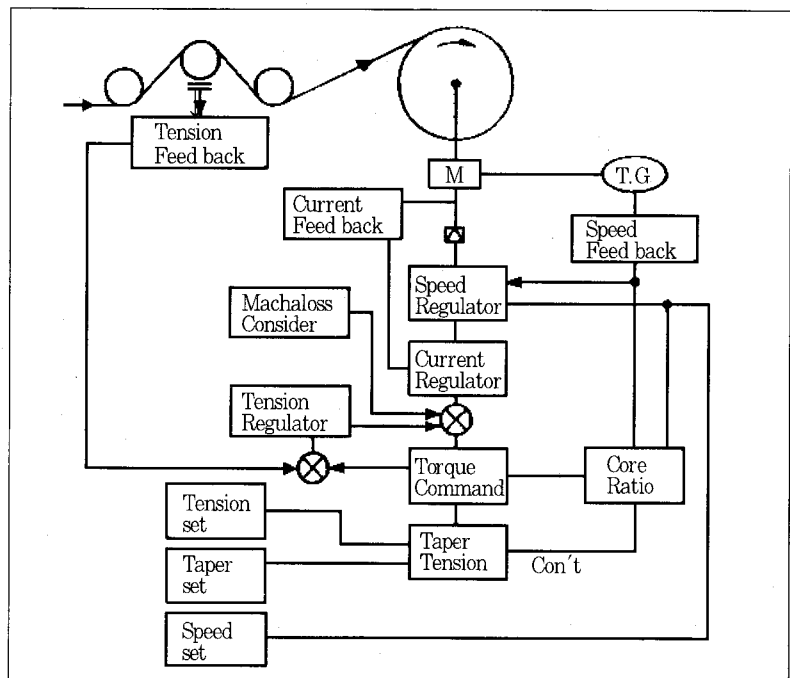 Tension
Feed back
M
T.G
Current
Feed back
Speed
Feed back
Speed
Regulator
Machaloss
Consider
Current
Regulator
Tension
Regulator
Torque
Command
Core
Ratio
Tension
set
Taper
Tension
Con't
Taper
set
Speed
set